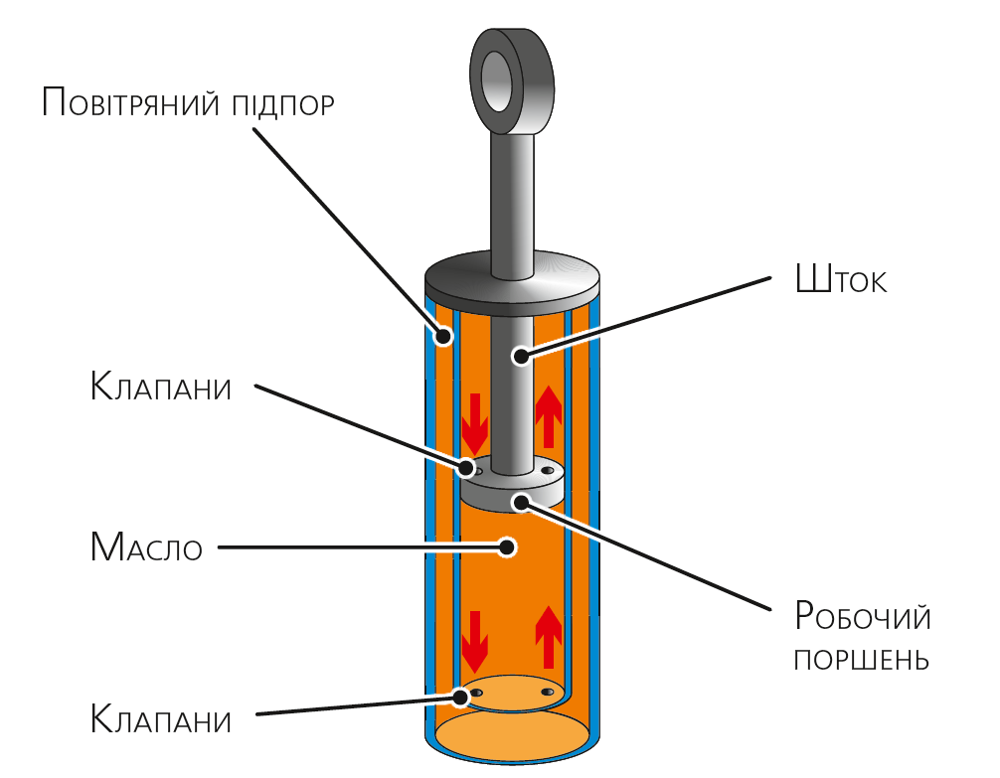 Повітряний підпор
Шток
Клапани
Масло
Робочий
поршень
Клапани